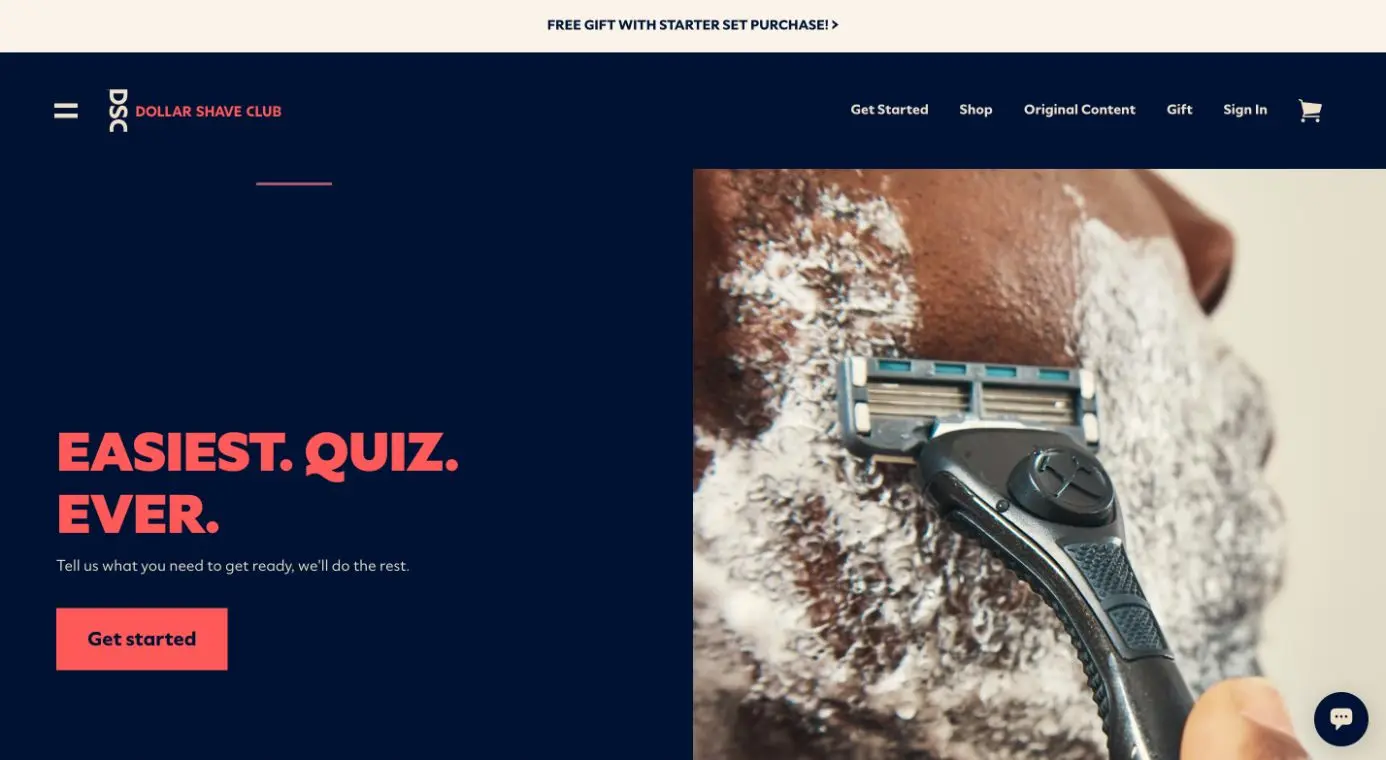 FREE GIFT WITH STARTER SET PURCHASE! >
DSC DOLLAR SHAVE CLUB
Get Started Shop Original Content Gift Sign In
EASIEST. QUIZ.
EVER.
Tell us what you need to get ready, we'll do the rest.
Get started